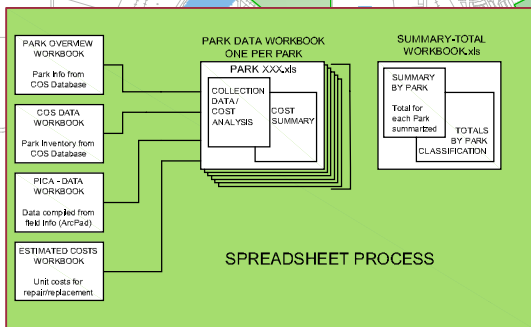 PARK OVERVIEW
WORKBOOK
Park Info from
COS Database
COS DATA
WORKBOOK
Park Inventory from
COS Database
PICA - DATA
WORKBOOK
Data compiled from
field Info (ArcPad)
ESTIMATED COSTS
WORKBOOK
Unit costs for
repair/replacement
PARK DATA WORKBOOK
ONE PER PARK
PARK XXX.xls
COLLECTION
DATA/
COST
ANALYSIS
COST
SUMMARY
SUMMARY-TOTAL
WORKBOOK.xls
SUMMARY
BY PARK
Total for
each Park
summarized
TOTALS
BY PARK
CLASSIFICATION
SPREADSHEET PROCESS